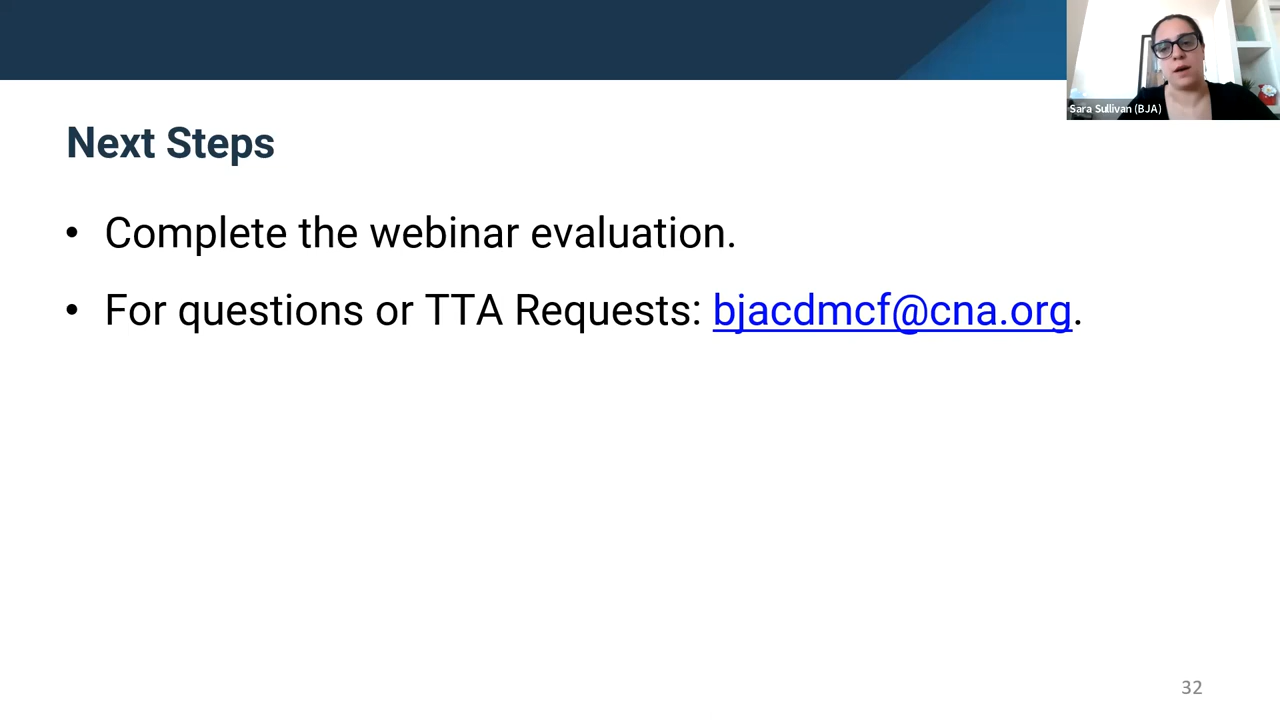 Sara Sullivan (BJA)
Next Steps
• Complete the webinar evaluation.
• For questions or TTA Requests: bjacdmcf@cna.org.
32